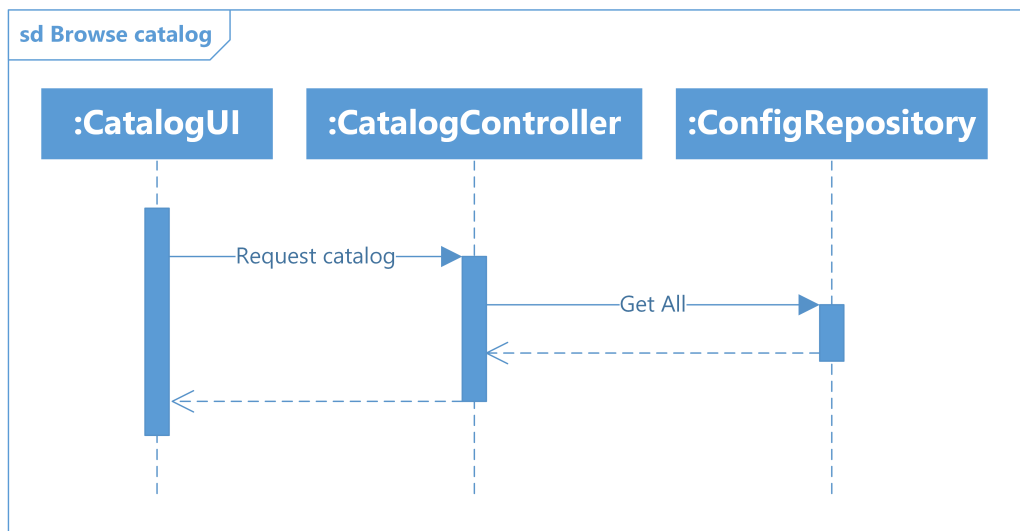 sd Browse catalog
:CatalogUI
:CatalogController
:ConfigRepository
Request catalog
Get All